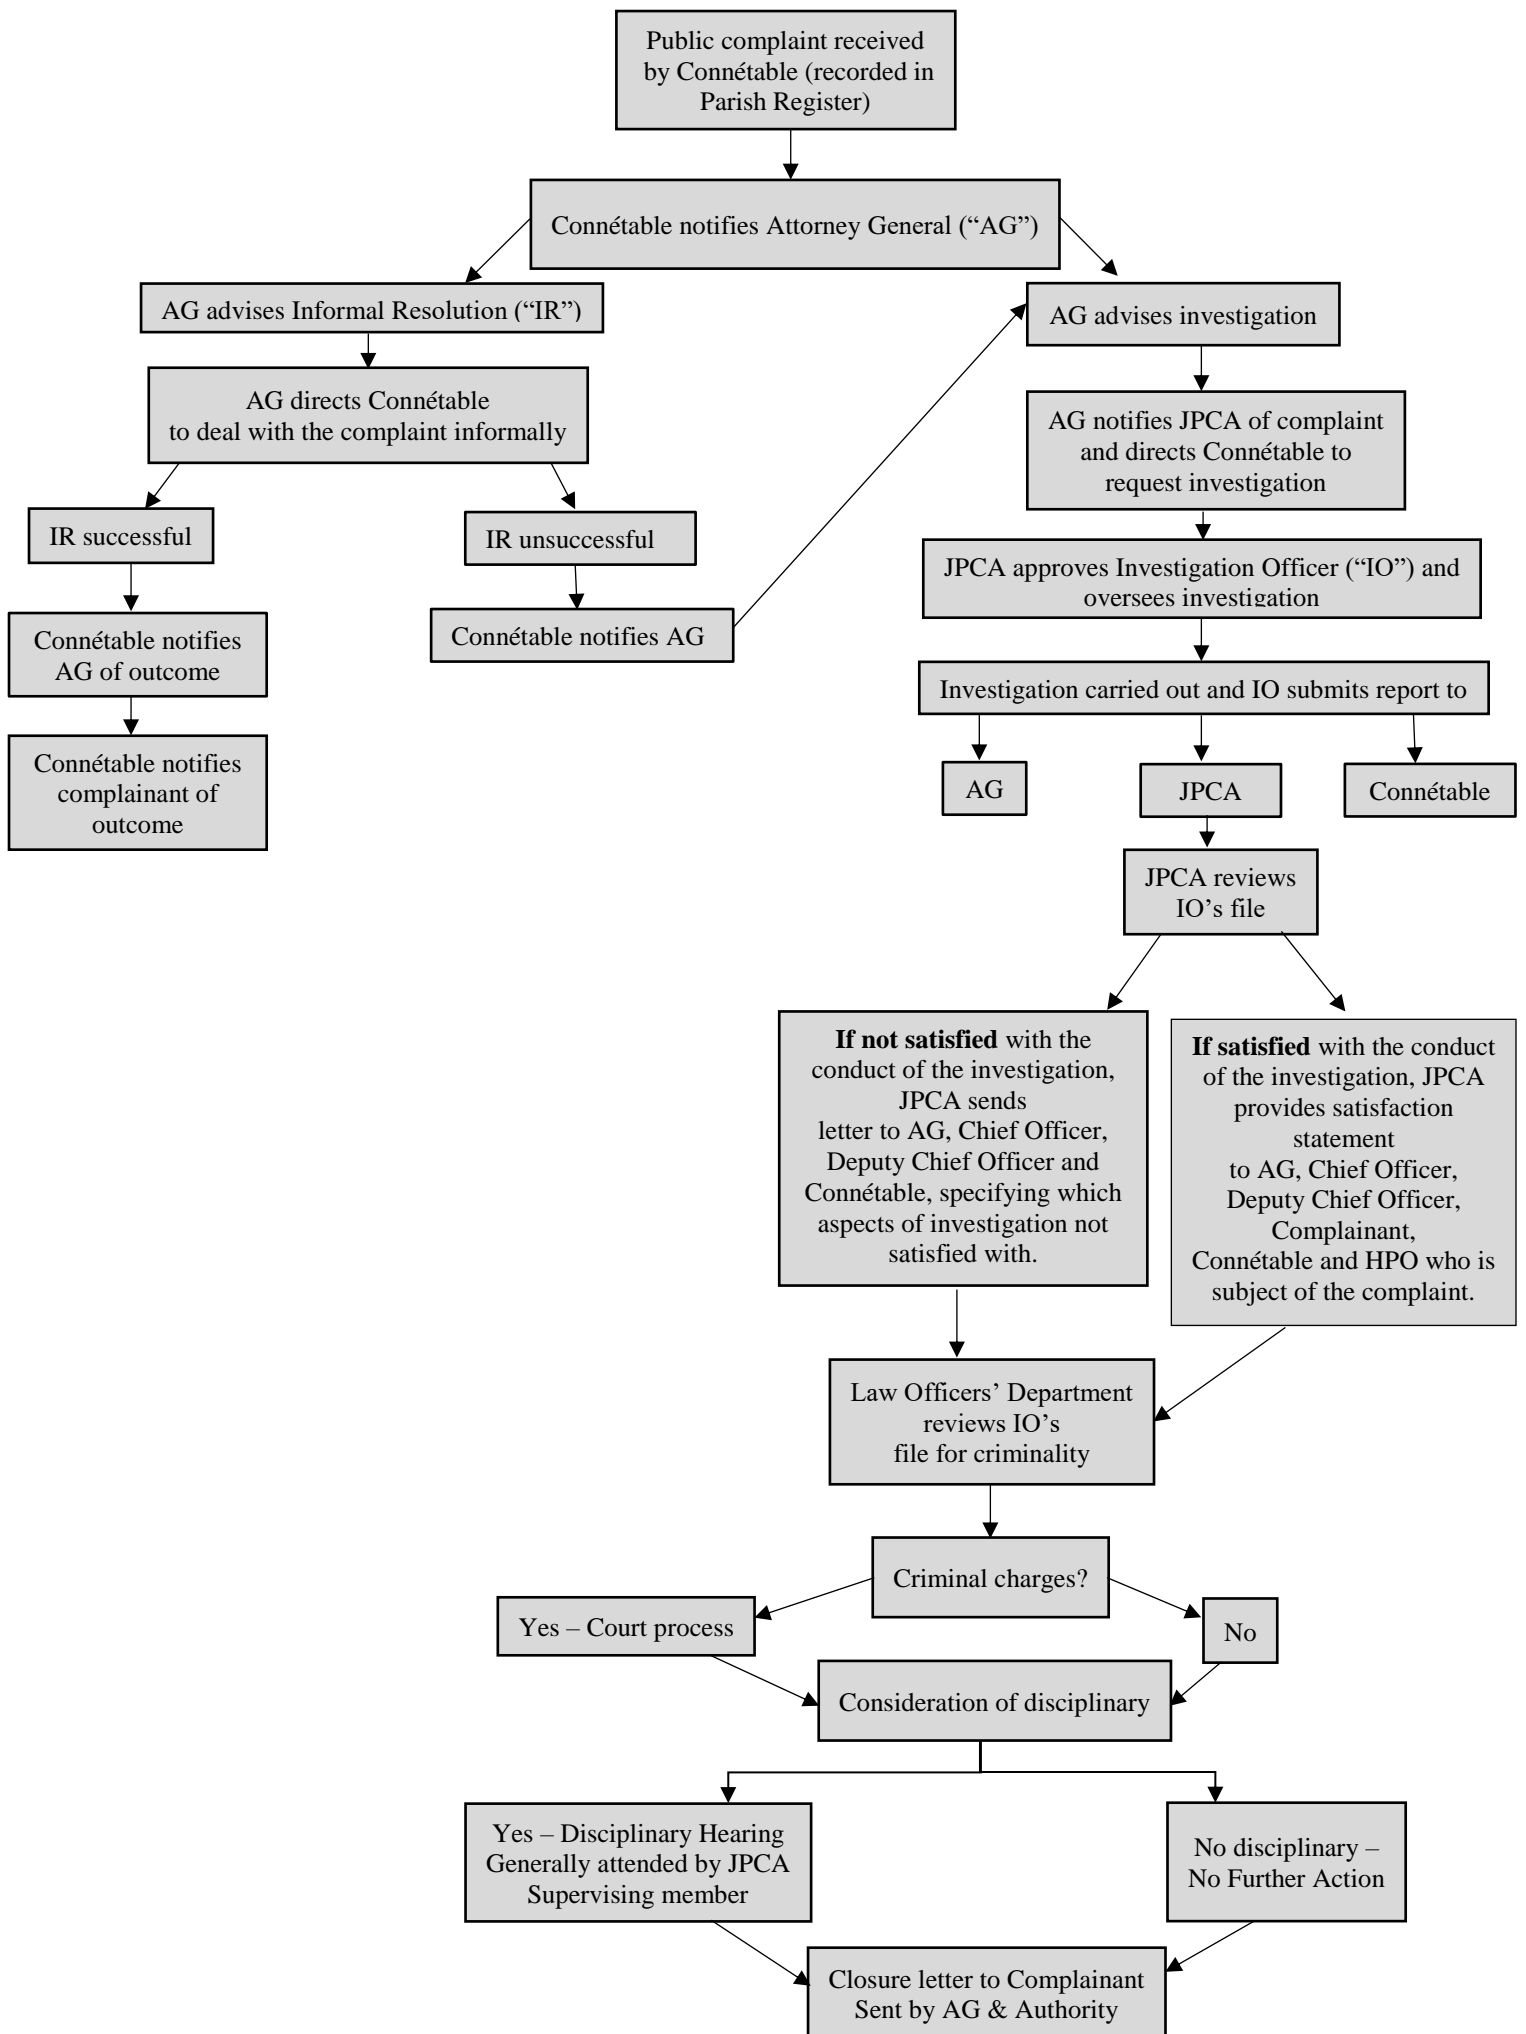 Public complaint received
by Connétable (recorded in
Parish Register)
Connétable notifies Attorney General (“AG”)
AG advises Informal Resolution (“IR”)
AG advises investigation
AG directs Connétable
to deal with the complaint informally
AG notifies JPCA of complaint
and directs Connétable to
request investigation
IR successful
IR unsuccessful
JPCA approves Investigation Officer (“IO”) and
oversees investigation
Connétable notifies
AG of outcome
Connétable notifies AG
Investigation carried out and IO submits report to
Connétable notifies
complainant of
outcome
AG
JPCA
Connétable
JPCA reviews
IO’s file
If not satisfied with the
conduct of the investigation,
JPCA sends
letter to AG, Chief Officer,
Deputy Chief Officer and
Connétable, specifying which
aspects of investigation not
satisfied with.
If satisfied with the conduct
of the investigation, JPCA
provides satisfaction
statement
to AG, Chief Officer,
Deputy Chief Officer,
Complainant,
Connétable and HPO who is
subject of the complaint.
Law Officers’ Department
reviews IO’s
file for criminality
Criminal charges?
Yes – Court process
No
Consideration of disciplinary
Yes – Disciplinary Hearing
Generally attended by JPCA
Supervising member
No disciplinary –
No Further Action
Closure letter to Complainant
Sent by AG & Authority